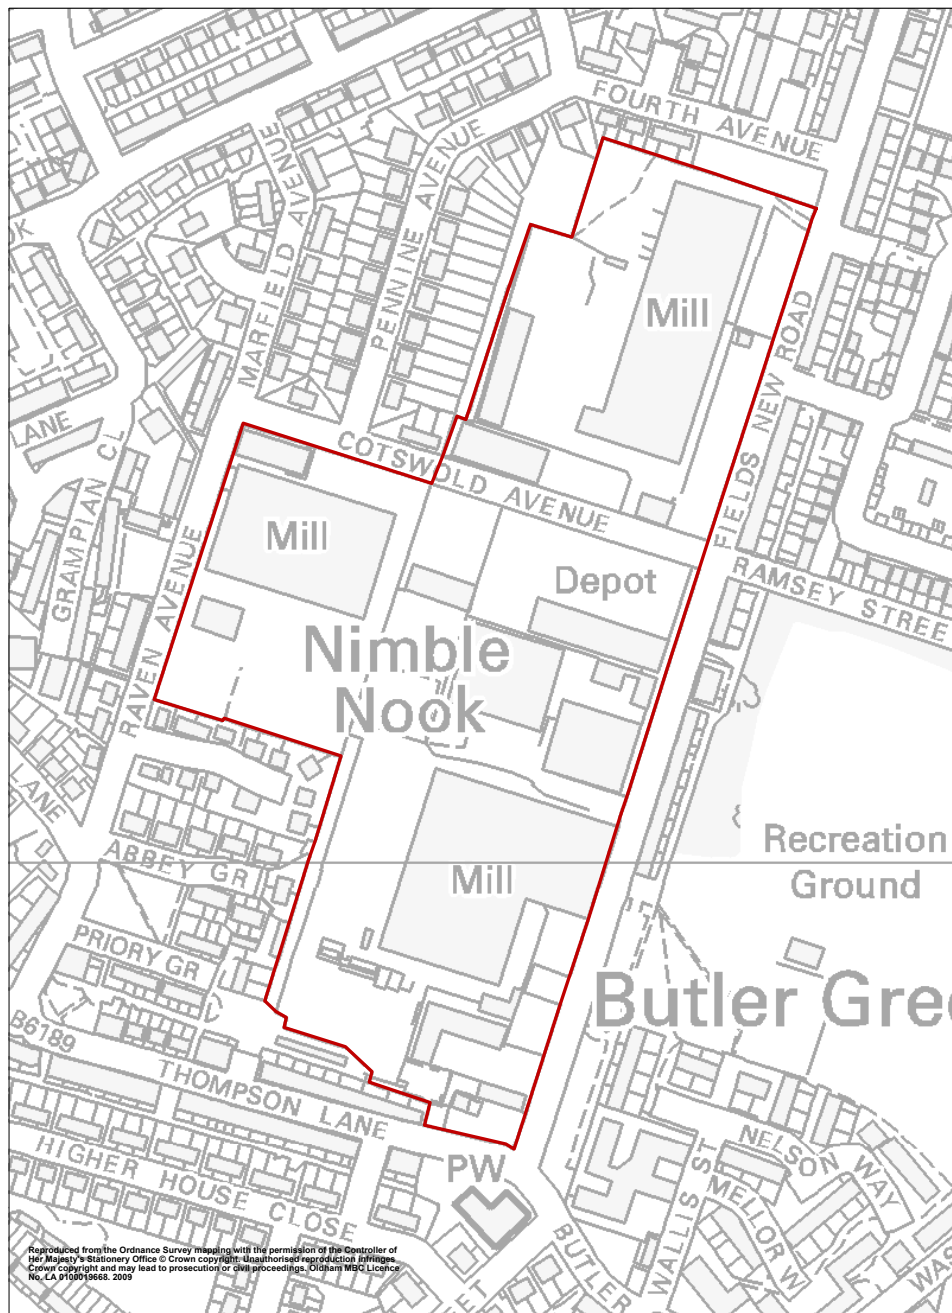 FOURTH AVENUE
MARFIELD AVENUE
PENNINE AVENUE
Mill
FIELDS NEW ROAD
LANE
GRAMPIAN CL
COTSWOLD AVENUE
Mill
Depot
RAMSEY STREE
RAVEN AVENUE
Nimble
Nook
LANE
ABBEY GR
Mill
Recreation
Ground
PRIORY GR
Butler Gree
B6189
THOMPSON LANE
HIGHER HOUSE CLOSE
PW
NELSON WAY
MELLOR
WALLIS ST
BUTLER
Reproduced from the Ordnance Survey mapping with the permission of the Controller of
Her Majesty's Stationery Office © Crown copyright. Unauthorised reproduction infringes
Crown copyright and may lead to prosecution or civil proceedings. Oldham MBC Licence
No. LA 0100019668. 2009